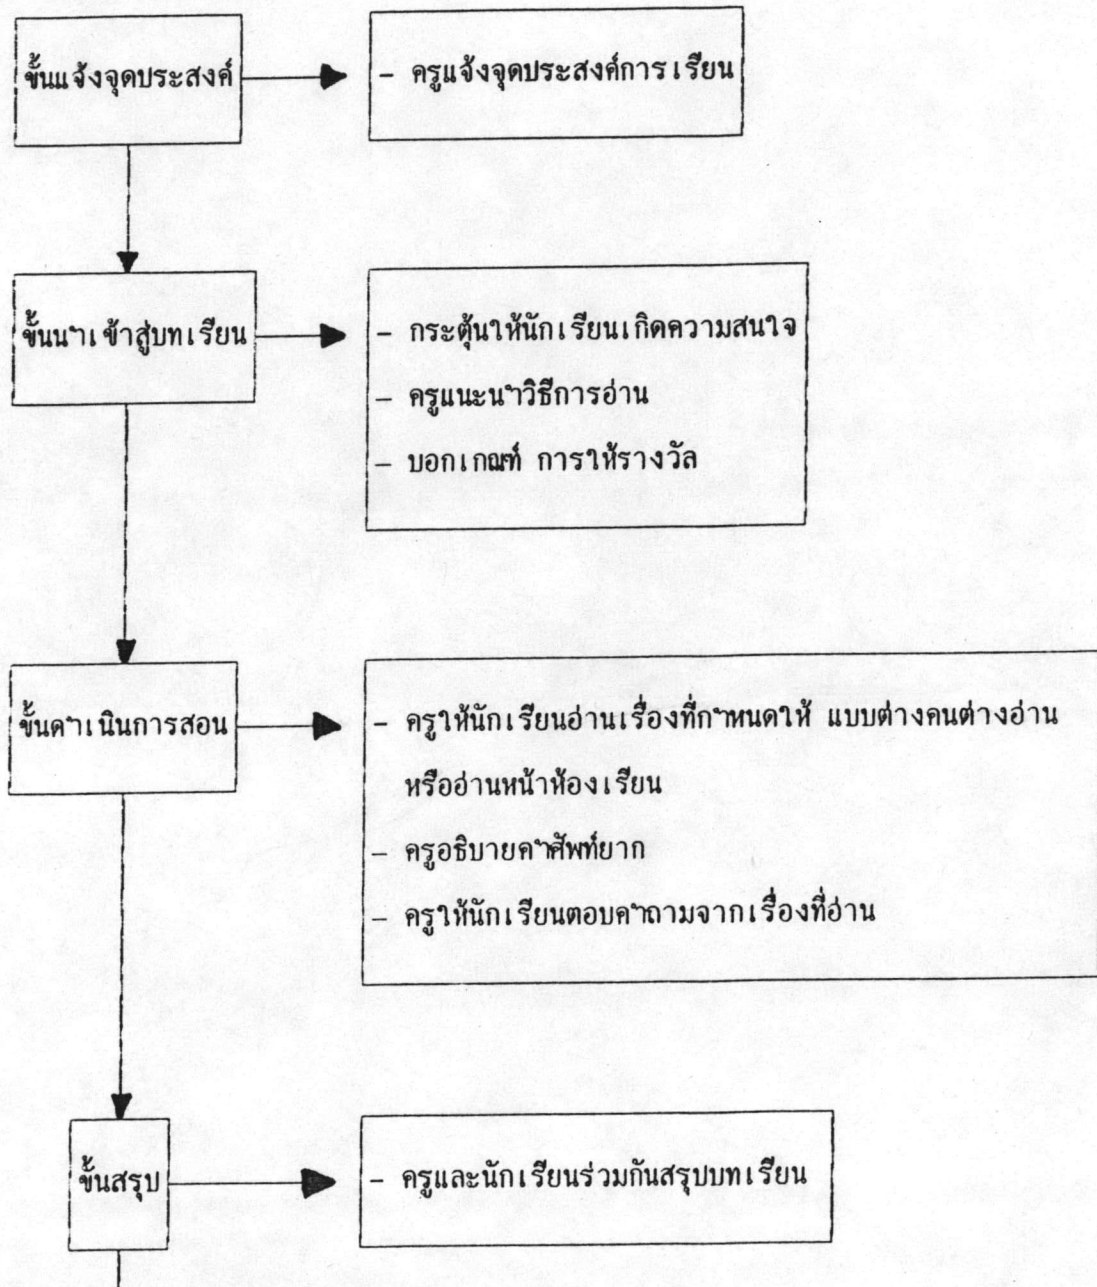 ขั้นแจ้งจุดประสงค์
- ครูแจ้งจุดประสงค์การเรียน
ขั้นนำเข้าสู่บทเรียน
- กระตุ้นให้นักเรียนเกิดความสนใจ
- ครูแนะนำวิธีการอ่าน
- บอกเกณฑ์ การให้รางวัล
ขั้นดำเนินการสอน
- ครูให้นักเรียนอ่านเรื่องที่กำหนดให้ แบบต่างคนต่างอ่าน
หรืออ่านหน้าห้องเรียน
- ครูอธิบายคำศัพท์ยาก
- ครูให้นักเรียนตอบคำถามจากเรื่องที่อ่าน
ขั้นสรุป
- ครูและนักเรียนร่วมกันสรุปบทเรียน